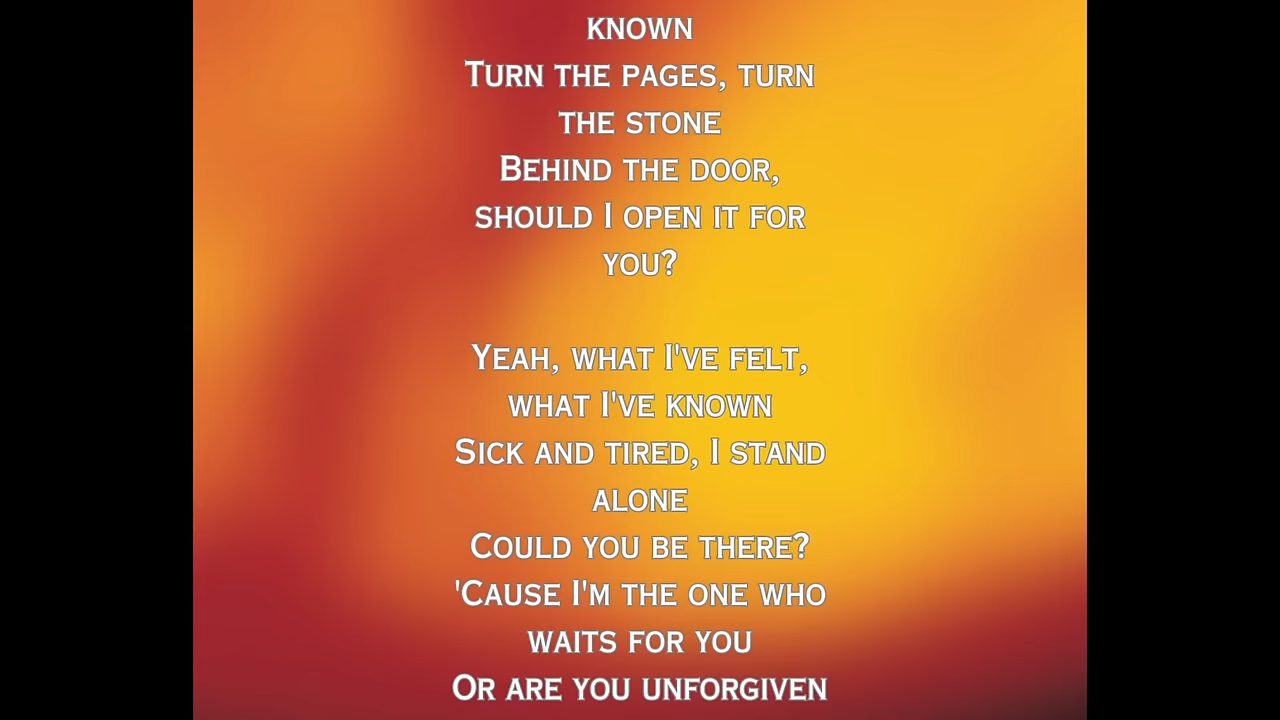 KNOWN
TURN THE PAGES, TURN
THE STONE
BEHIND THE DOOR,
SHOULD I OPEN IT FOR
YOU?
YEAH, WHAT I'VE FELT,
WHAT I'VE KNOWN
SICK AND TIRED, I STAND
ALONE
COULD YOU BE THERE?
'CAUSE I'M THE ONE WHO
WAITS FOR YOU
OR ARE YOU UNFORGIVEN